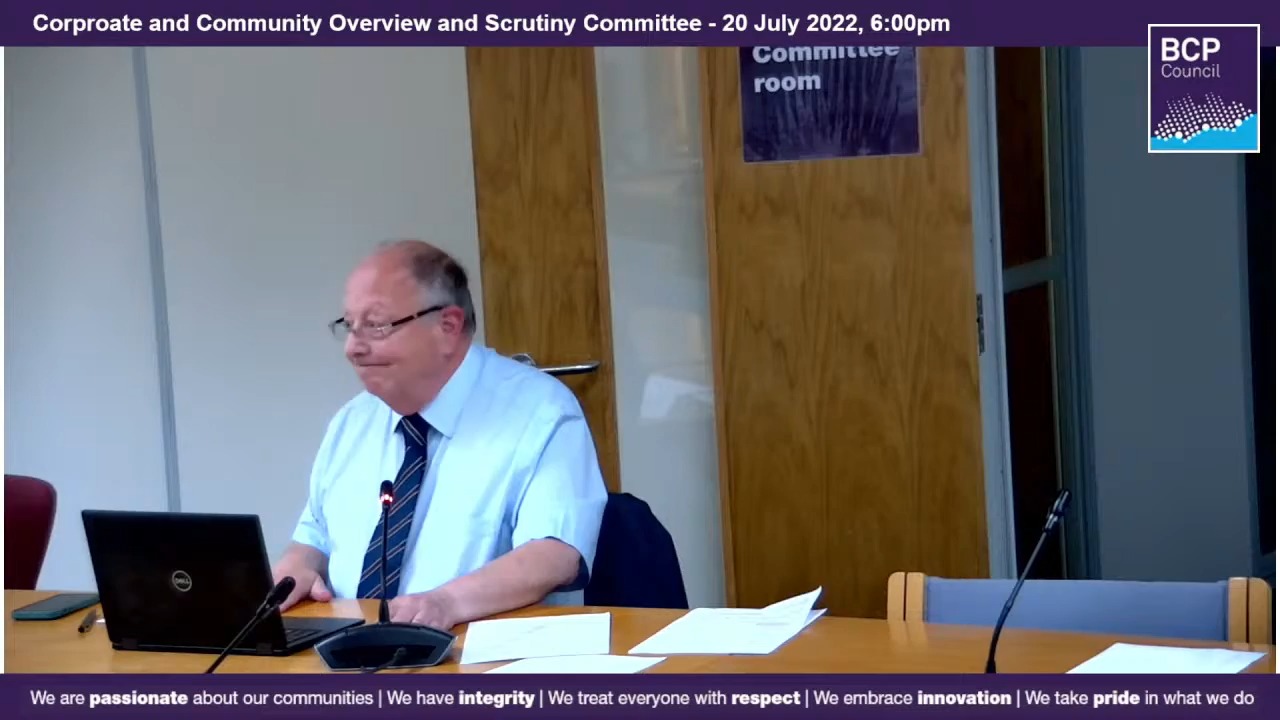 Corproate and Community Overview and Scrutiny Committee - 20 July 2022, 6:00pm
BCP
Council
Committee
room
DELL
We are passionate about our communities | We have integrity | We treat everyone with respect | We embrace innovation | We take pride in what we do